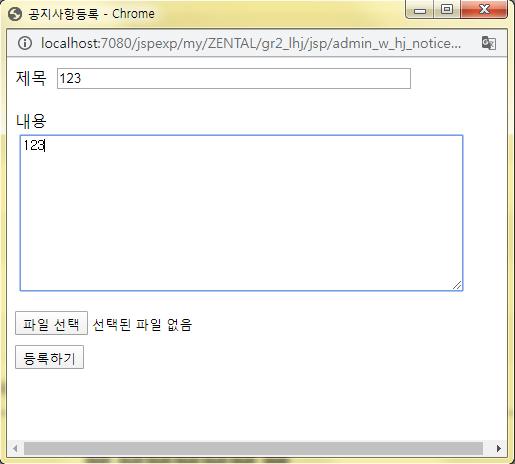 공지사항등록 - Chrome
localhost:7080/jspexp/my/ZENTAL/gr2_lhj/jsp/admin_w_hj_notice...
제목 123
내용
123
파일 선택 선택된 파일 없음
등록하기